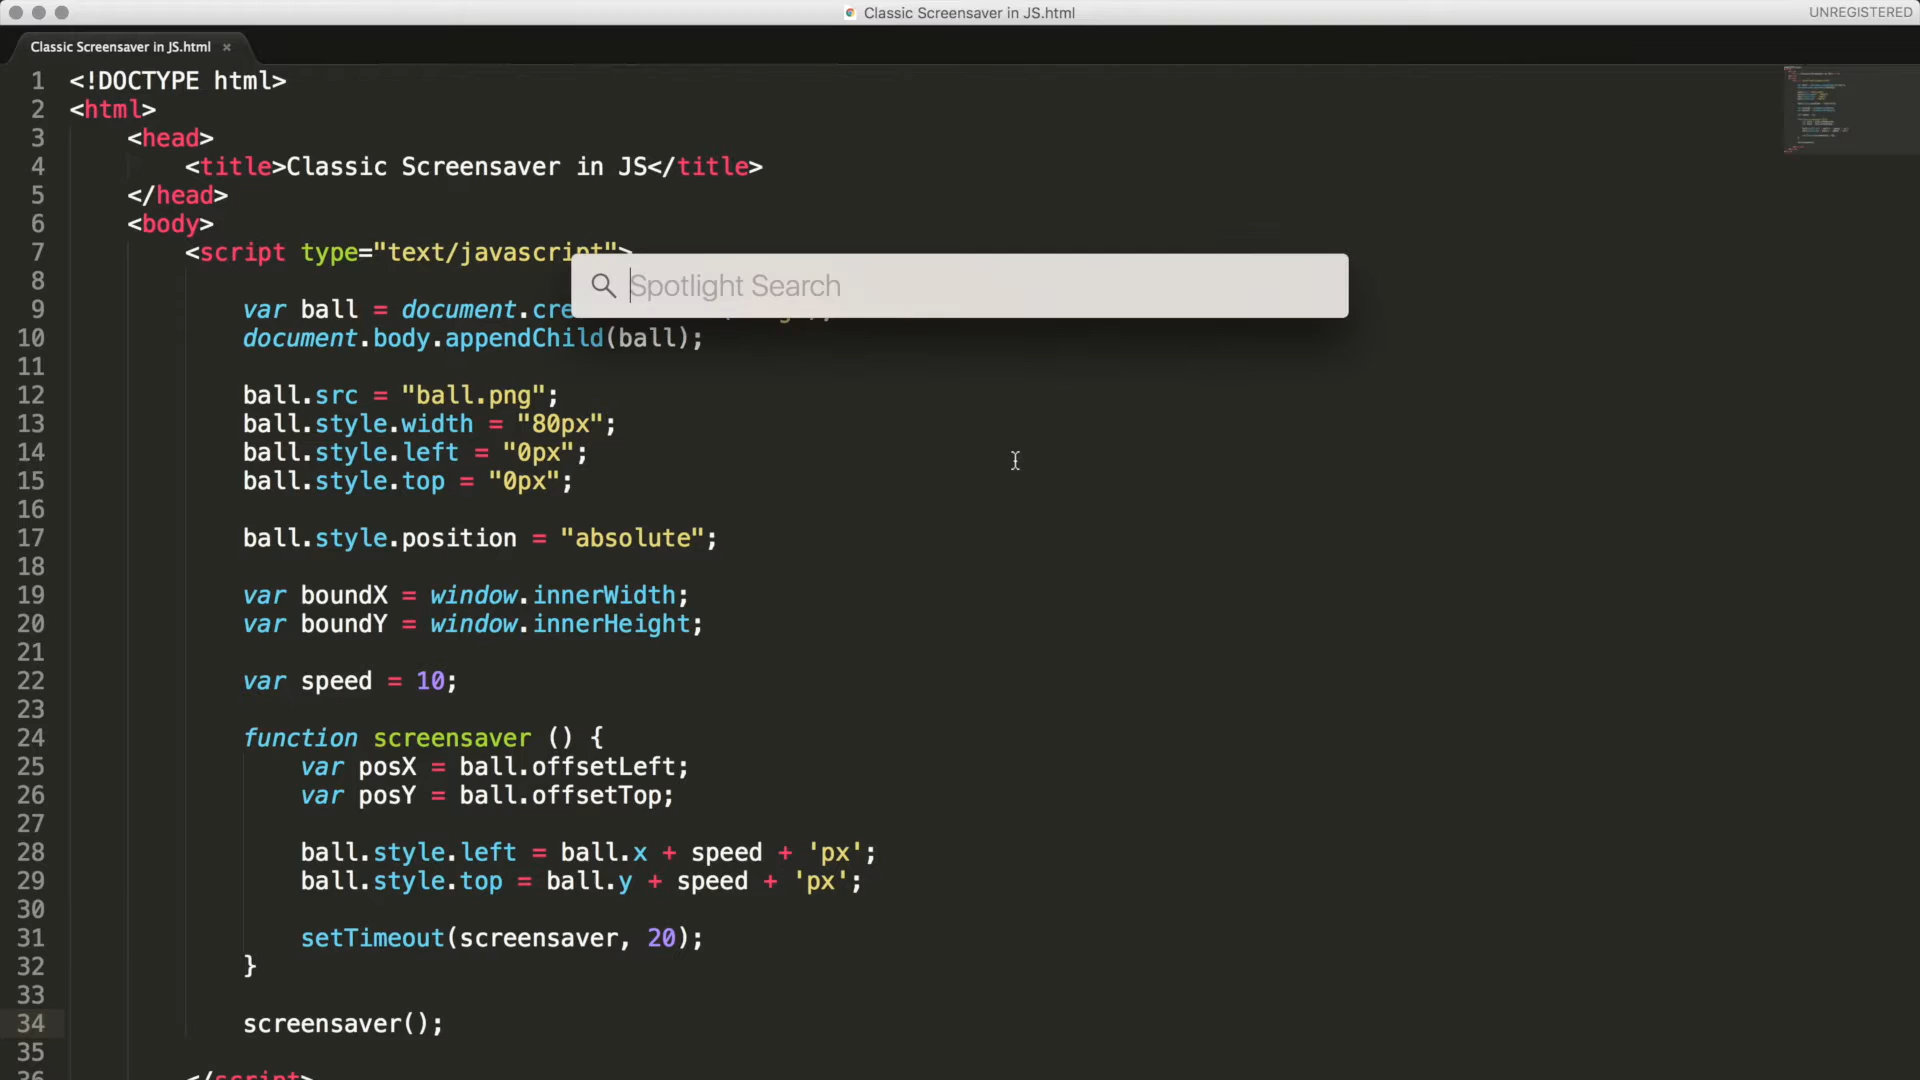 Classic Screensaver in JS.html
UNREGISTERED
Classic Screensaver in JS.html ×
1 <!DOCTYPE html>
2 <html>
3 <head>
4 <title>Classic Screensaver in JS</title>
5 </head>
6 <body>
7 <script type="text/javascript">
8
Spotlight Search
9 var ball = document.cre
10 document.body.appendChild(ball);
11
12 ball.src = "ball.png";
13 ball.style.width = "80px";
14 ball.style.left = "0px";
15 ball.style.top = "0px";
16
17 ball.style.position = "absolute";
18
19 var boundX = window.innerWidth;
20 var boundY = window.innerHeight;
21
22 var speed = 10;
23
24 function screensaver () {
25 var posX = ball.offsetLeft;
26 var posY = ball.offsetTop;
27
28 ball.style.left = ball.x + speed + 'px';
29 ball.style.top = ball.y + speed + 'px';
30
31 setTimeout(screensaver, 20);
32 }
33
34 screensaver();
35
36 </script>